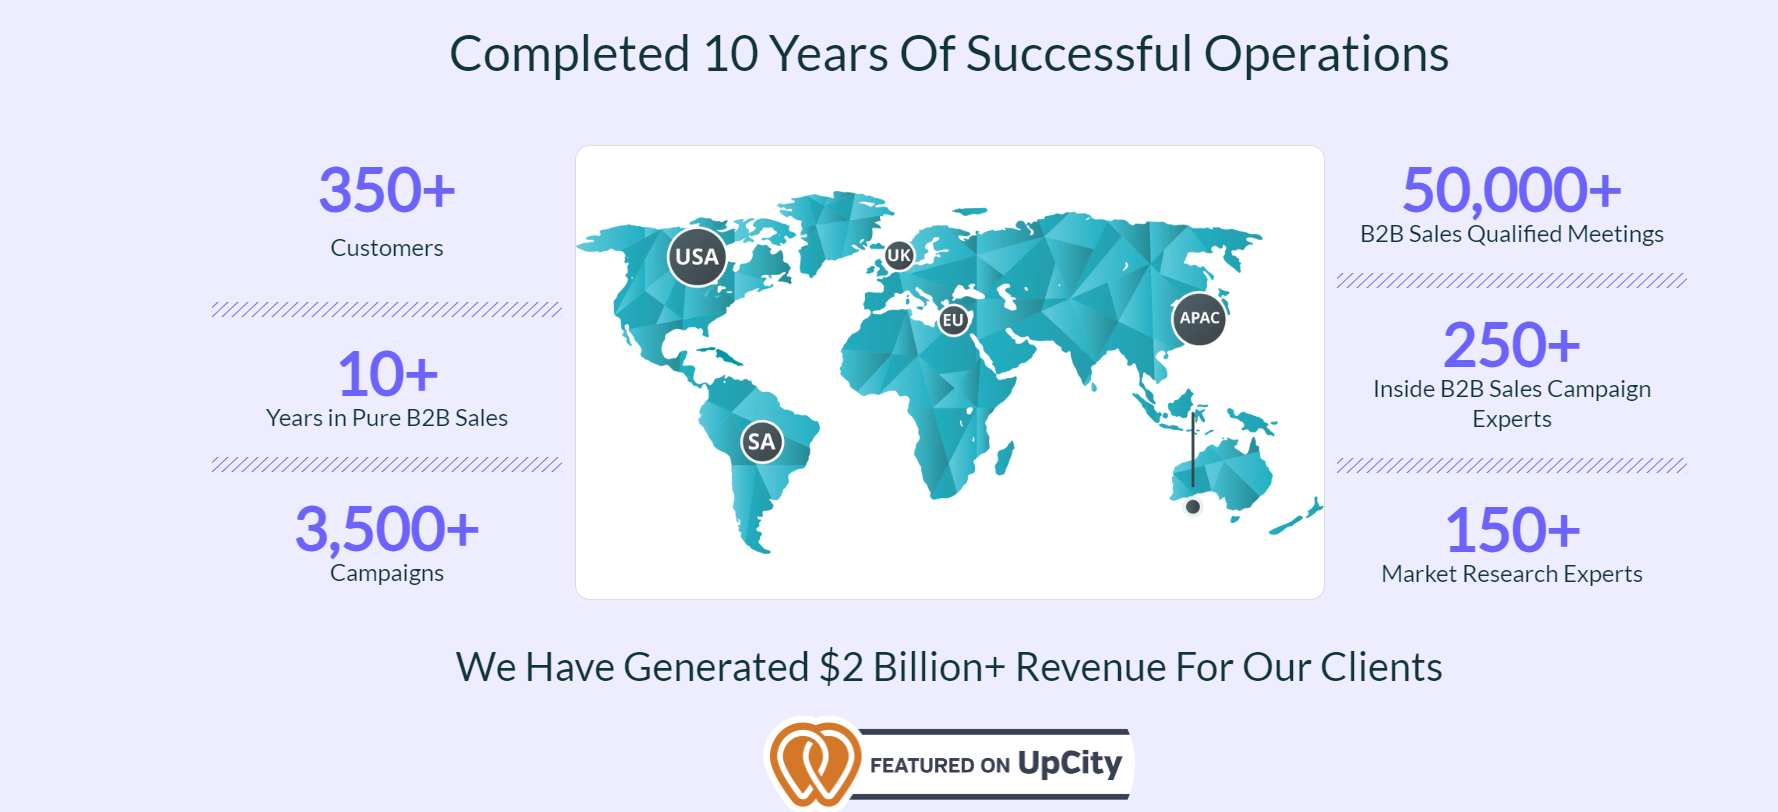 Completed 10 Years Of Successful Operations
350+
Customers
10+
Years in Pure B2B Sales
3,500+
Campaigns
USA
UK
EU
APAC
SA
50,000+
B2B Sales Qualified Meetings
250+
Inside B2B Sales Campaign
Experts
150+
Market Research Experts
We Have Generated $2 Billion+ Revenue For Our Clients
FEATURED ON UpCity